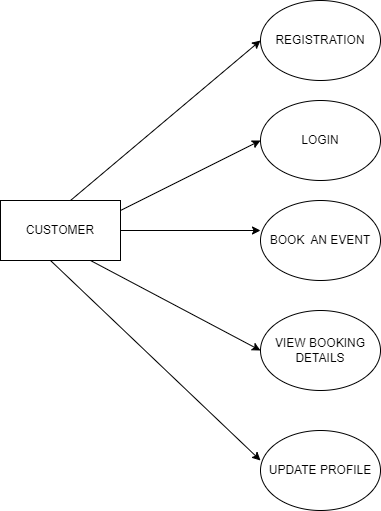 REGISTRATION
LOGIN
CUSTOMER
BOOK  AN EVENT
VIEW BOOKING
DETAILS
UPDATE PROFILE